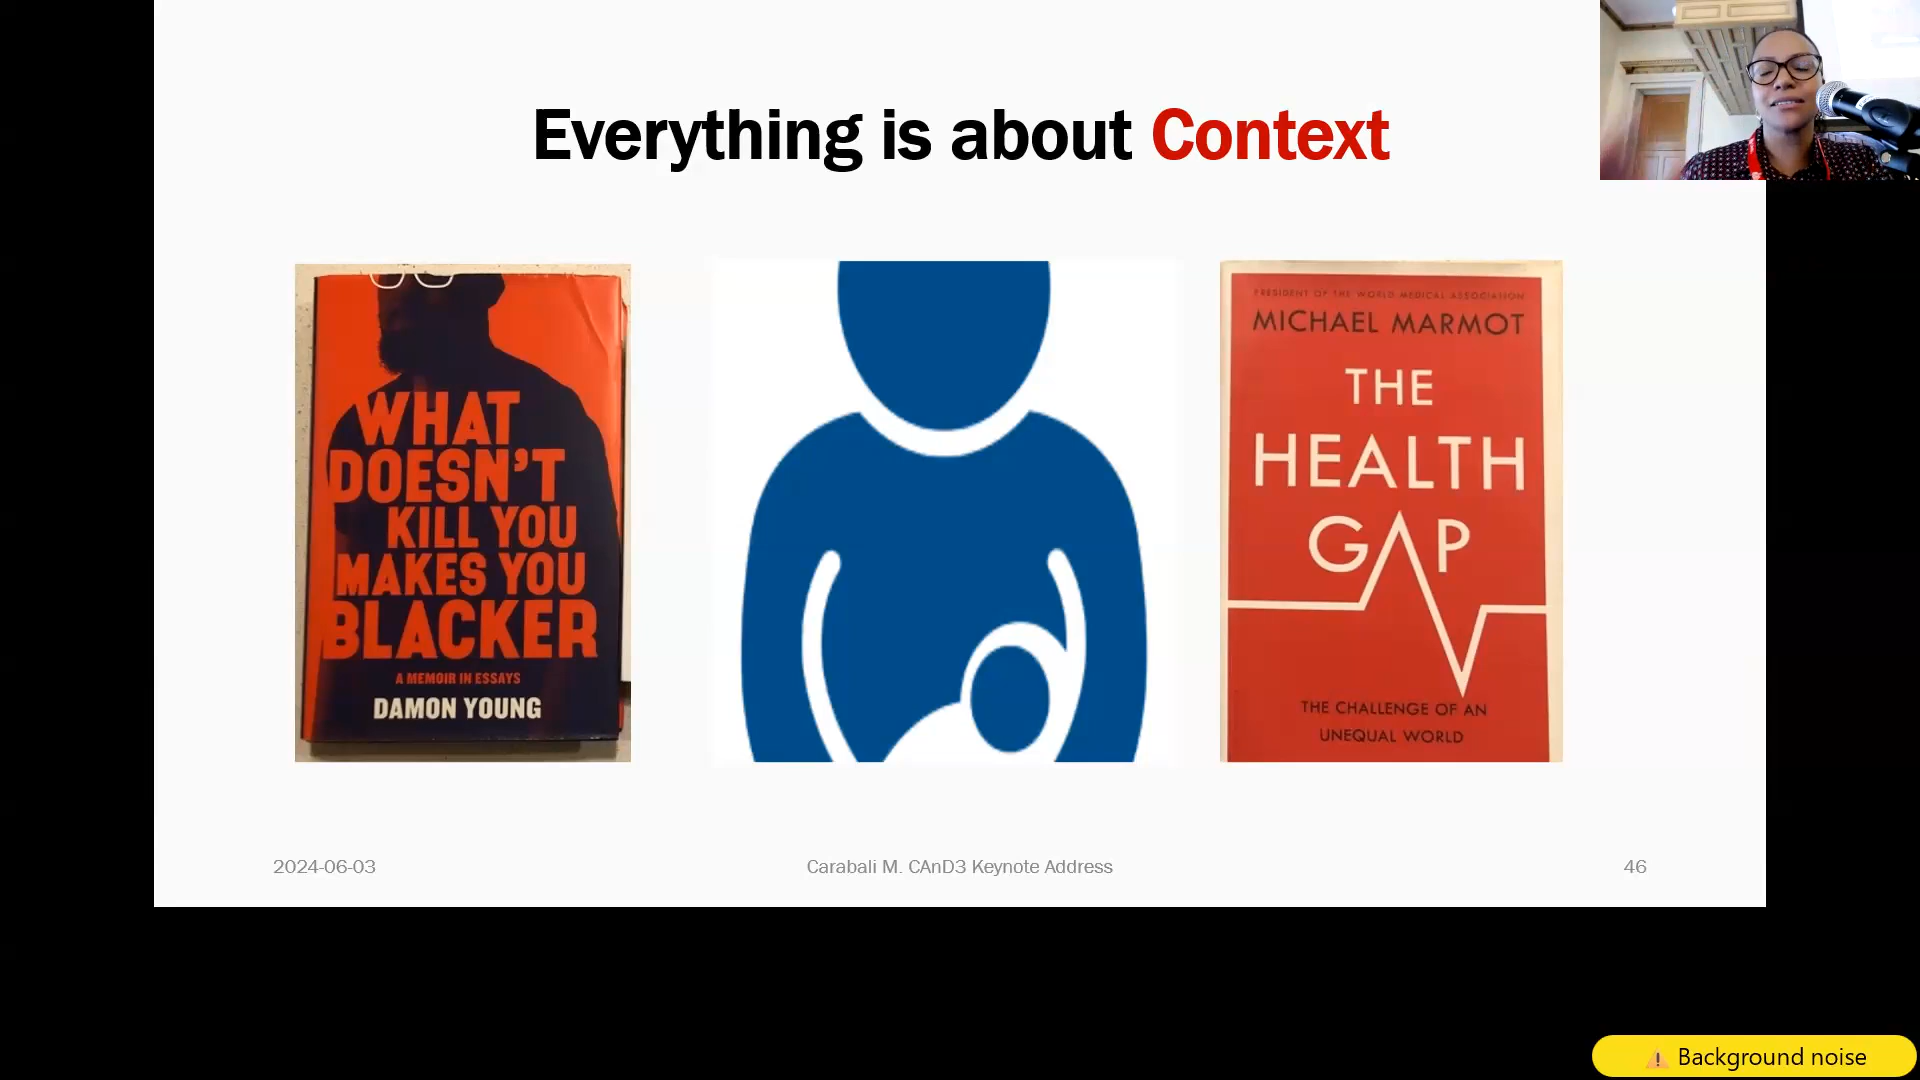 Everything is about Context
WHAT
DOESN'T
KILL YOU
MAKES YOU
BLACKER
A MEMOIR IN ESSAYS
DAMON YOUNG
PRESIDENT OF THE WORLD MEDICAL ASSOCIATION
MICHAEL MARMOT
THE
HEALTH
GAP
THE CHALLENGE OF AN
UNEQUAL WORLD
2024-06-03
Carabali M. CAnD3 Keynote Address
46
Background noise